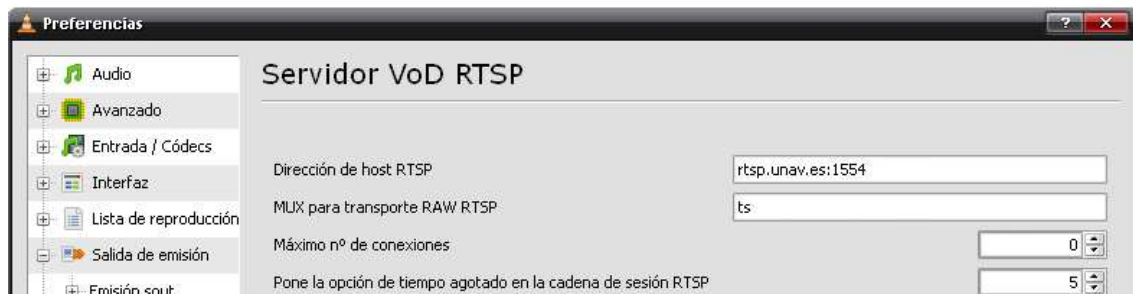 Preferencias
Audio
Avanzado
Entrada / Códecs
Interfaz
Lista de reproducción
Salida de emisión
Emisión sout
Servidor VoD RTSP
Dirección de host RTSP
rtsp.unav.es:1554
MUX para transporte RAW RTSP
ts
Máximo nº de conexiones
0
Pone la opción de tiempo agotado en la cadena de sesión RTSP
5